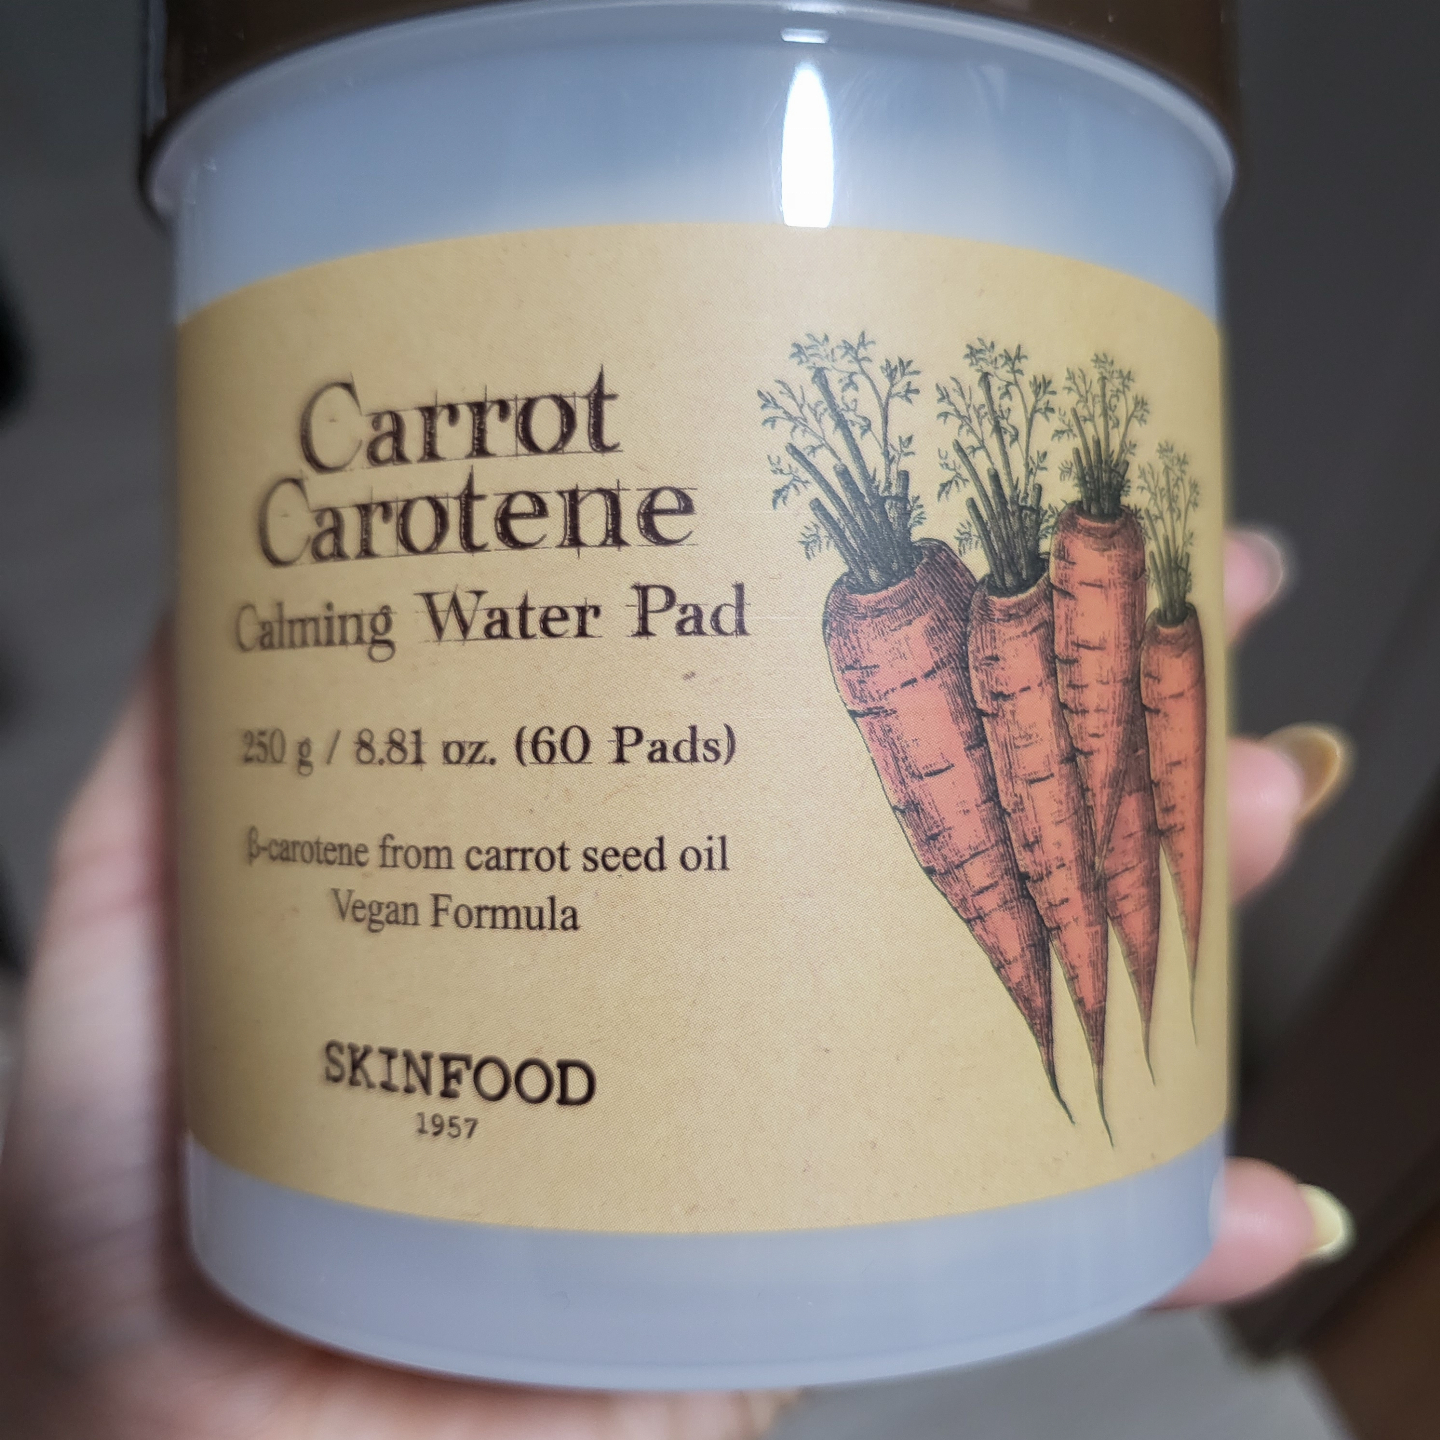 Carrot
Carotene
Calming Water Pad
250 g / 8.81 oz. (60 Pads)
β-carotene from carrot seed oil
Vegan Formula
SKINFOOD
1957